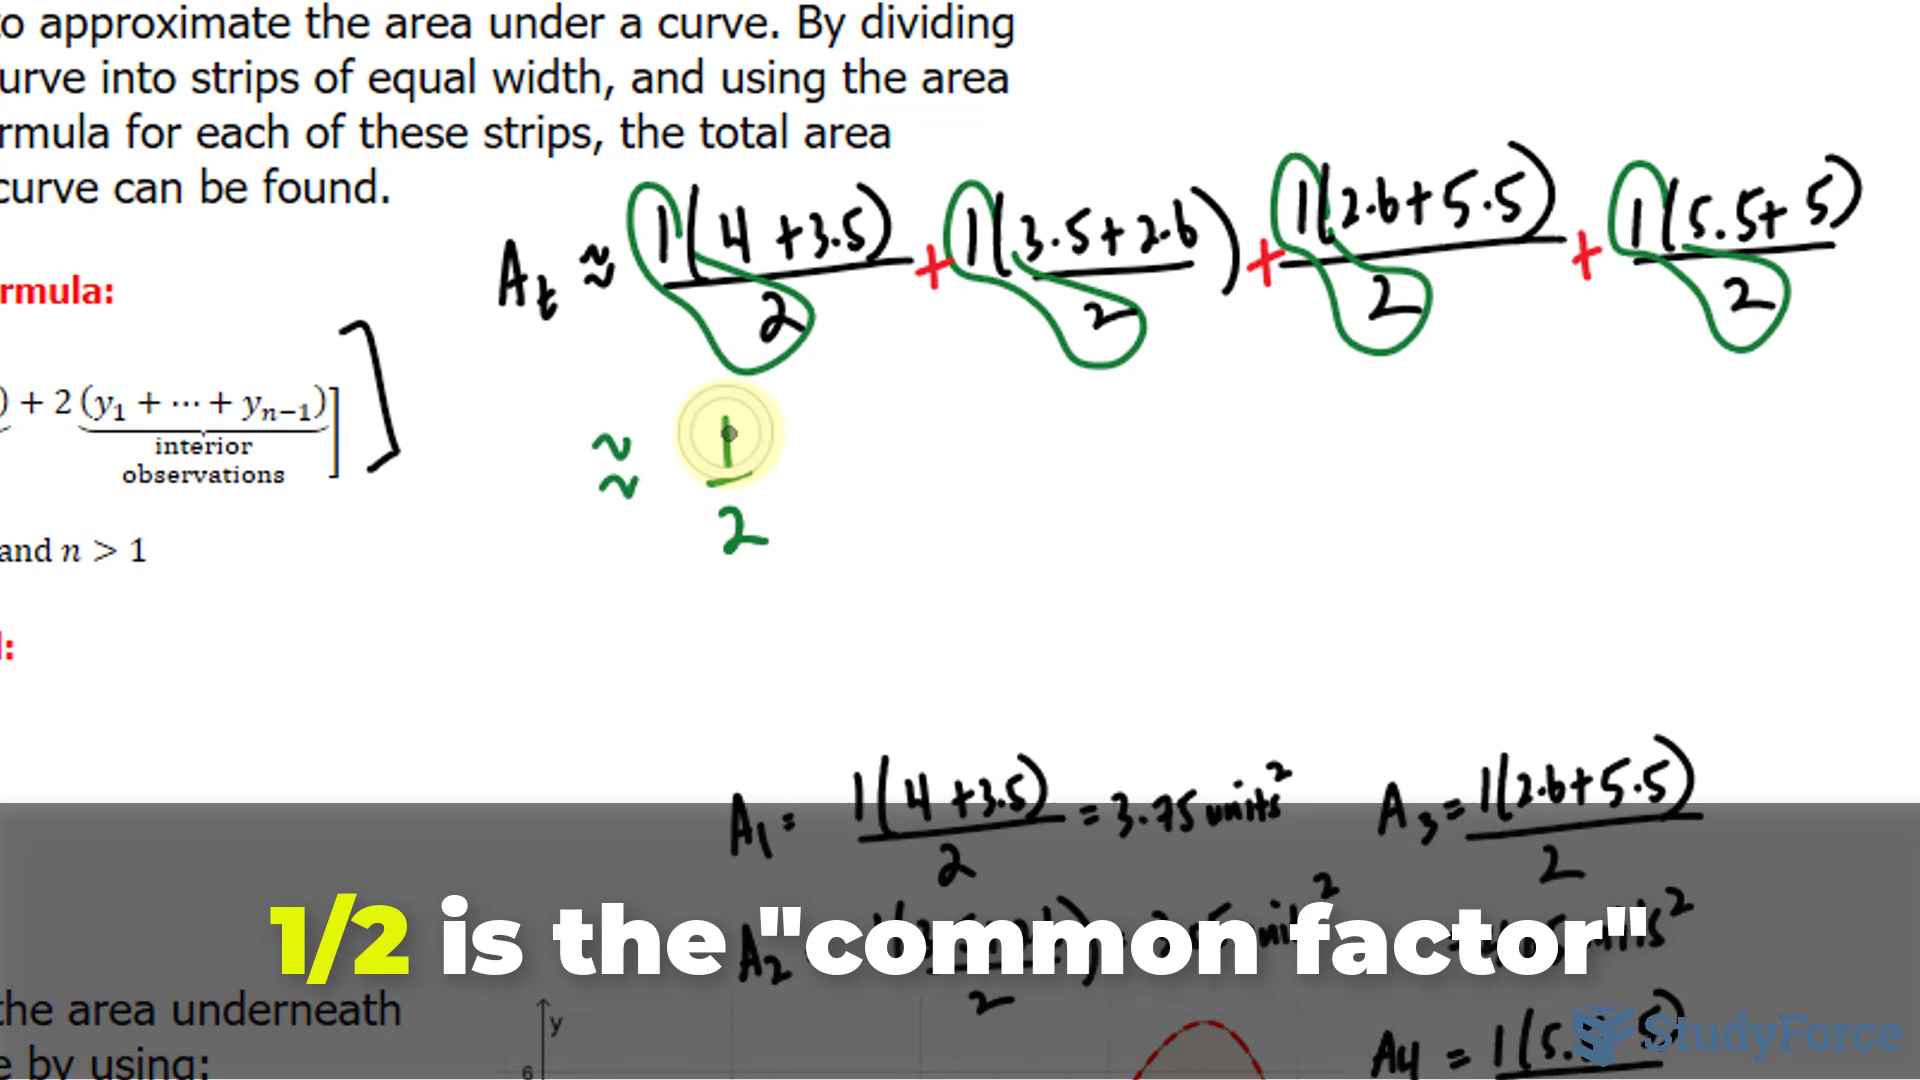 to approximate the area under a curve. By dividing
urve into strips of equal width, and using the area
rmula for each of these strips, the total area
curve can be found.
A_t ≈ 1(4+3.5)/2 + 1(3.5+2.6)/2 + 1(2.6+5.5)/2 + 1(5.5+5)/2
rmula:
) + 2 (y₁ + ⋯ + yₙ₋₁)]
interior
observations
≈ 1/2
and n > 1
:
A₁ = 1(4+3.5)/2 = 3.75 units² A₃ = 1(2.6+5.5)/2
1/2 is the "common factor"
A₂
2
the area underneath
y
A4 = 1(5.
StudyForce
e by using:
6